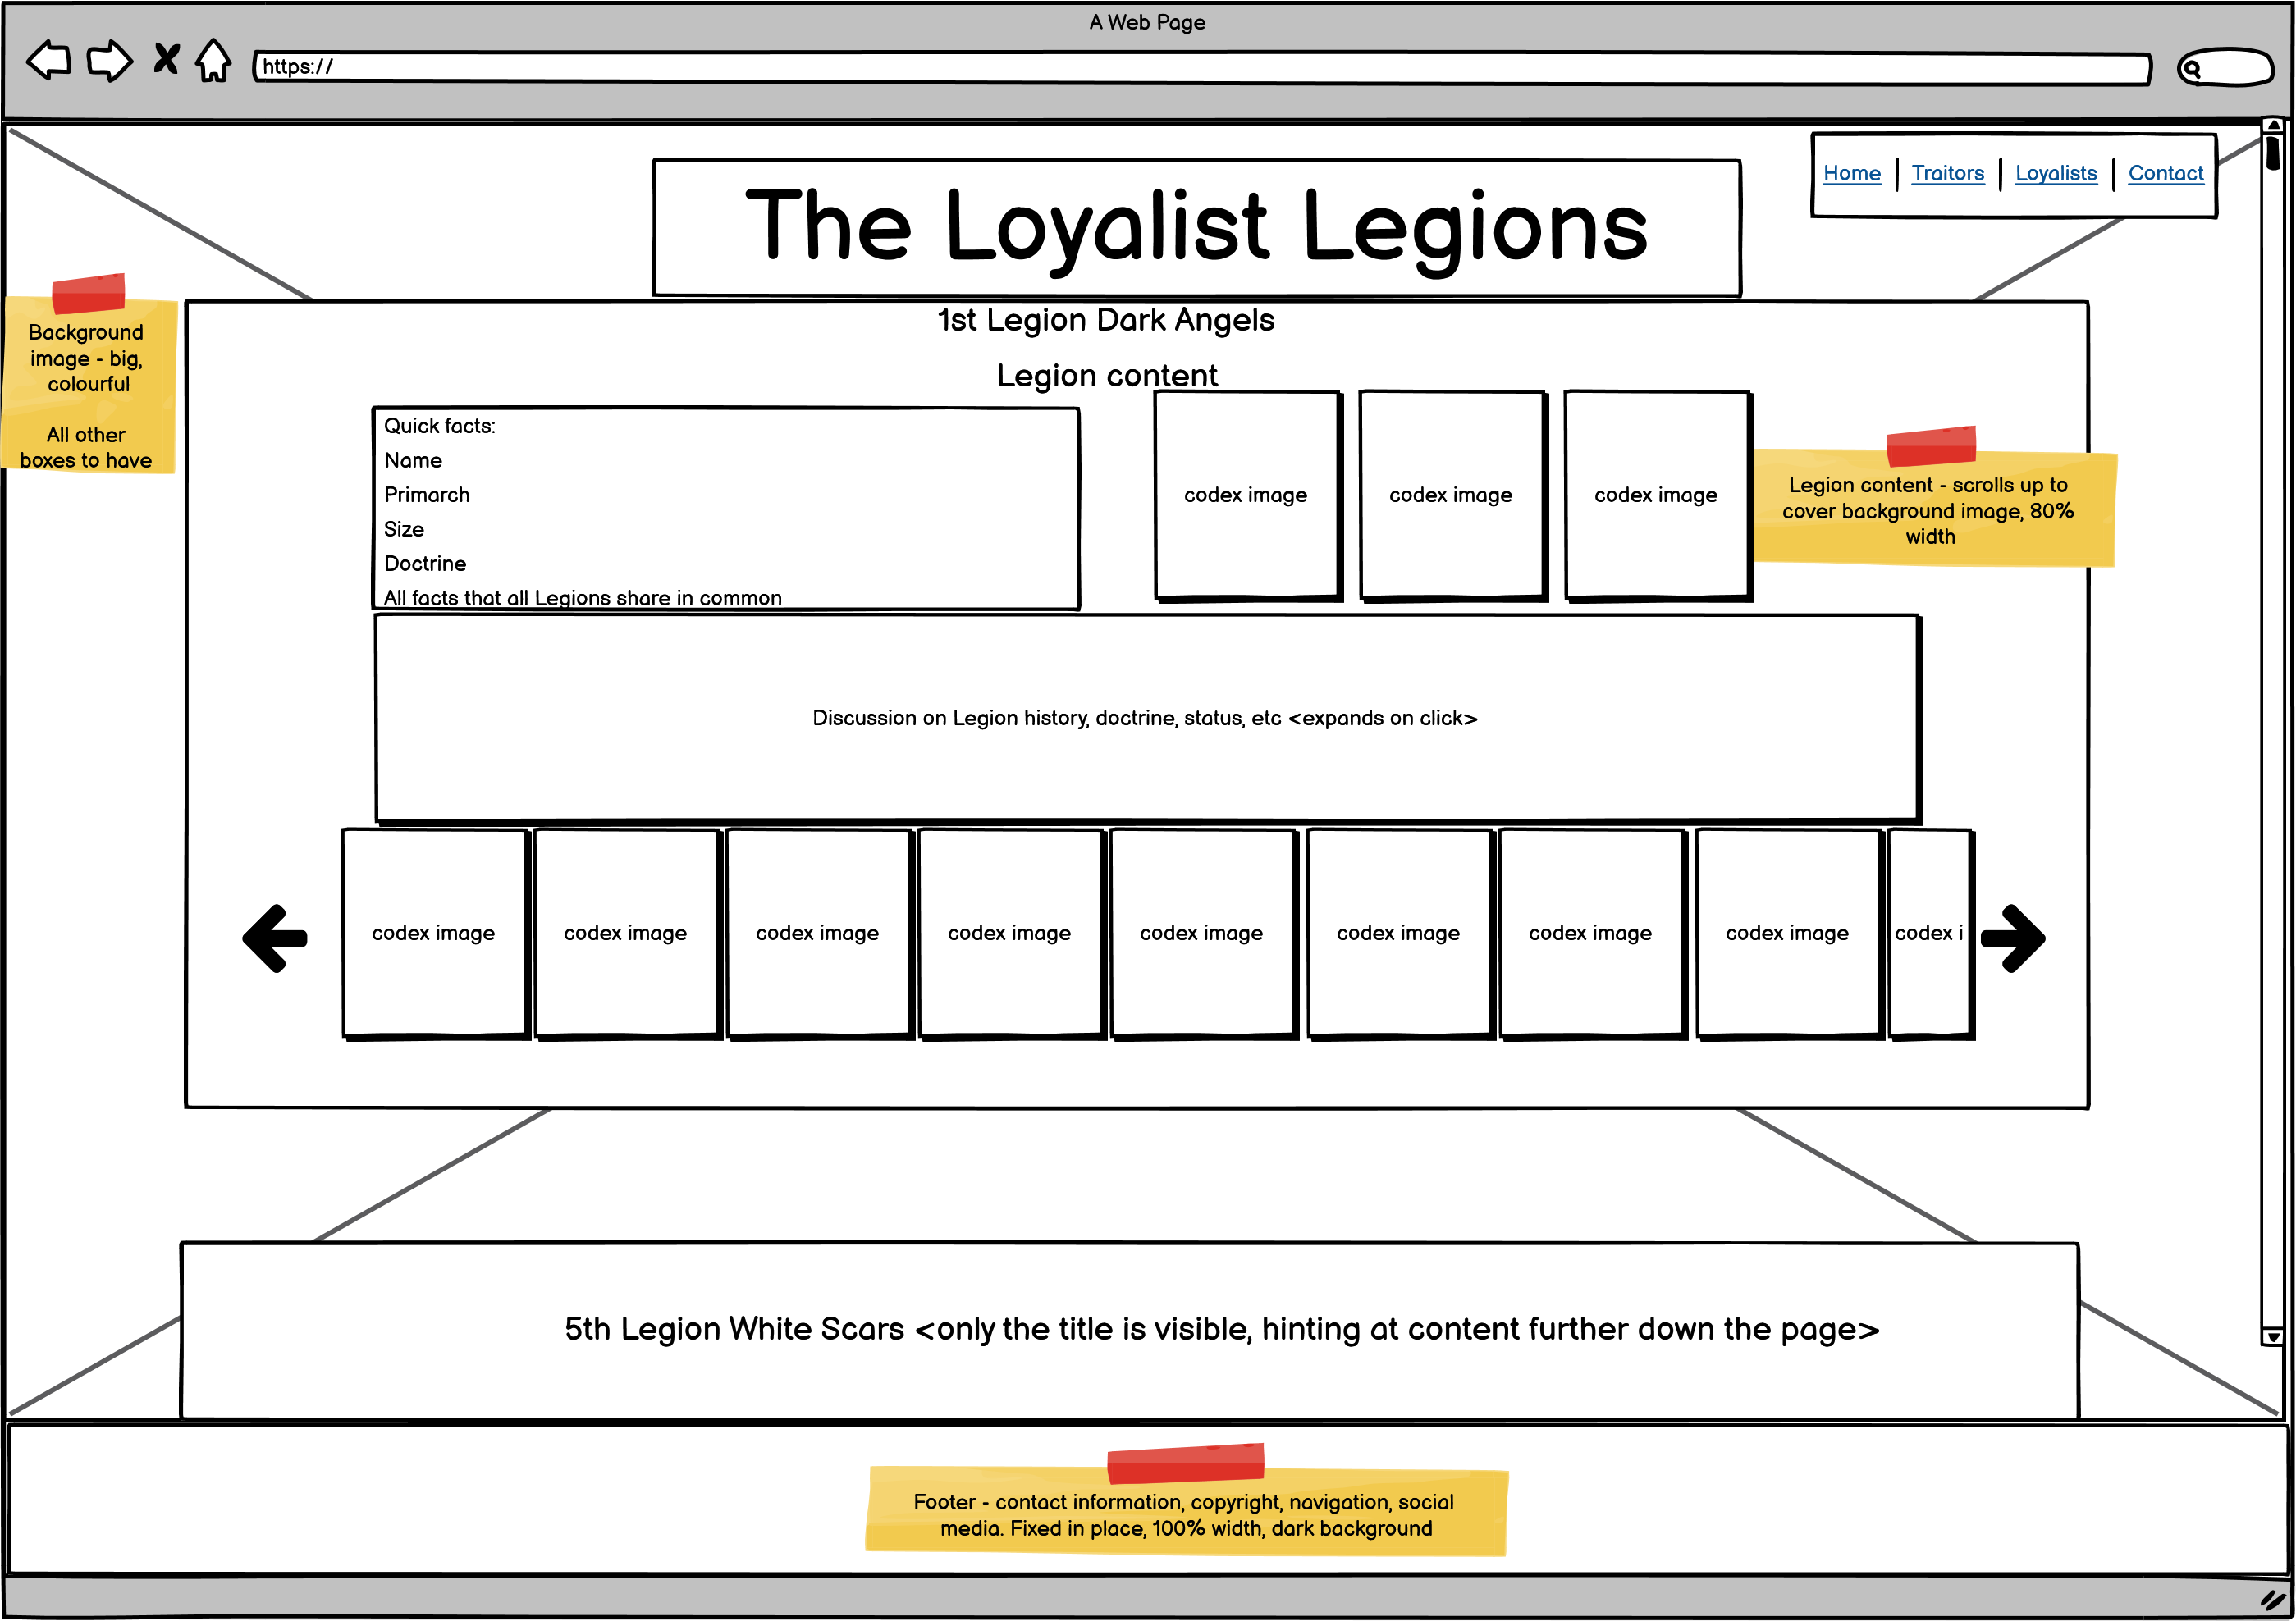 A Web Page
https://
Home | Traitors | Loyalists | Contact
The Loyalist Legions
Background
image - big,
colourful
All other
boxes to have
1st Legion Dark Angels
Legion content
Quick facts:
Name
Primarch
Size
Doctrine
All facts that all Legions share in common
codex image
codex image
codex image
Legion content - scrolls up to
cover background image, 80%
width
Discussion on Legion history, doctrine, status, etc <expands on click>
codex image
codex image
codex image
codex image
codex image
codex image
codex image
codex image
codex i
5th Legion White Scars <only the title is visible, hinting at content further down the page>
Footer - contact information, copyright, navigation, social
media. Fixed in place, 100% width, dark background